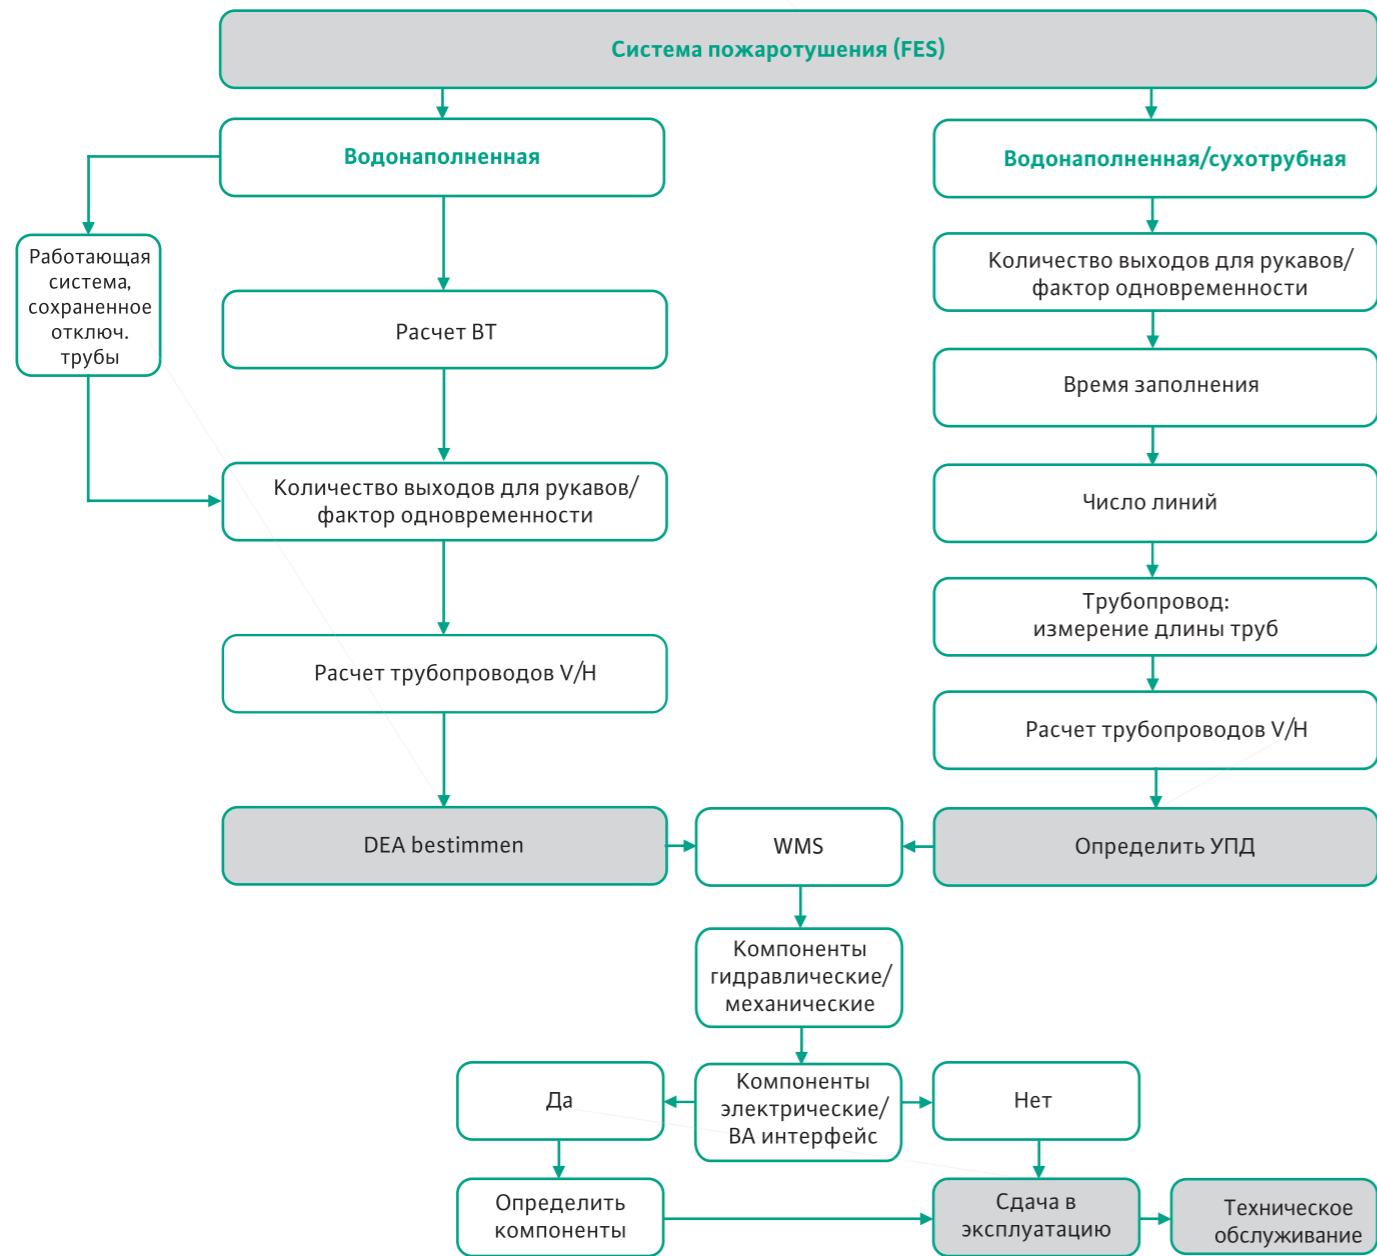 Система пожаротушения (FES)
Водонаполненная
Водонаполненная/сухотрубная
Работающая
система,
сохраненное
отключ.
трубы
Количество выходов для рукавов/
фактор одновременности
Расчет ВТ
Время заполнения
Количество выходов для рукавов/
фактор одновременности
Число линий
Трубопровод:
измерение длины труб
Расчет трубопроводов V/H
Расчет трубопроводов V/H
DEA bestimmen
WMS
Определить УПД
Компоненты
гидравлические/
механические
Да
Компоненты
электрические/
ВА интерфейс
Нет
Определить
компоненты
Сдача в
эксплуатацию
Техническое
обслуживание